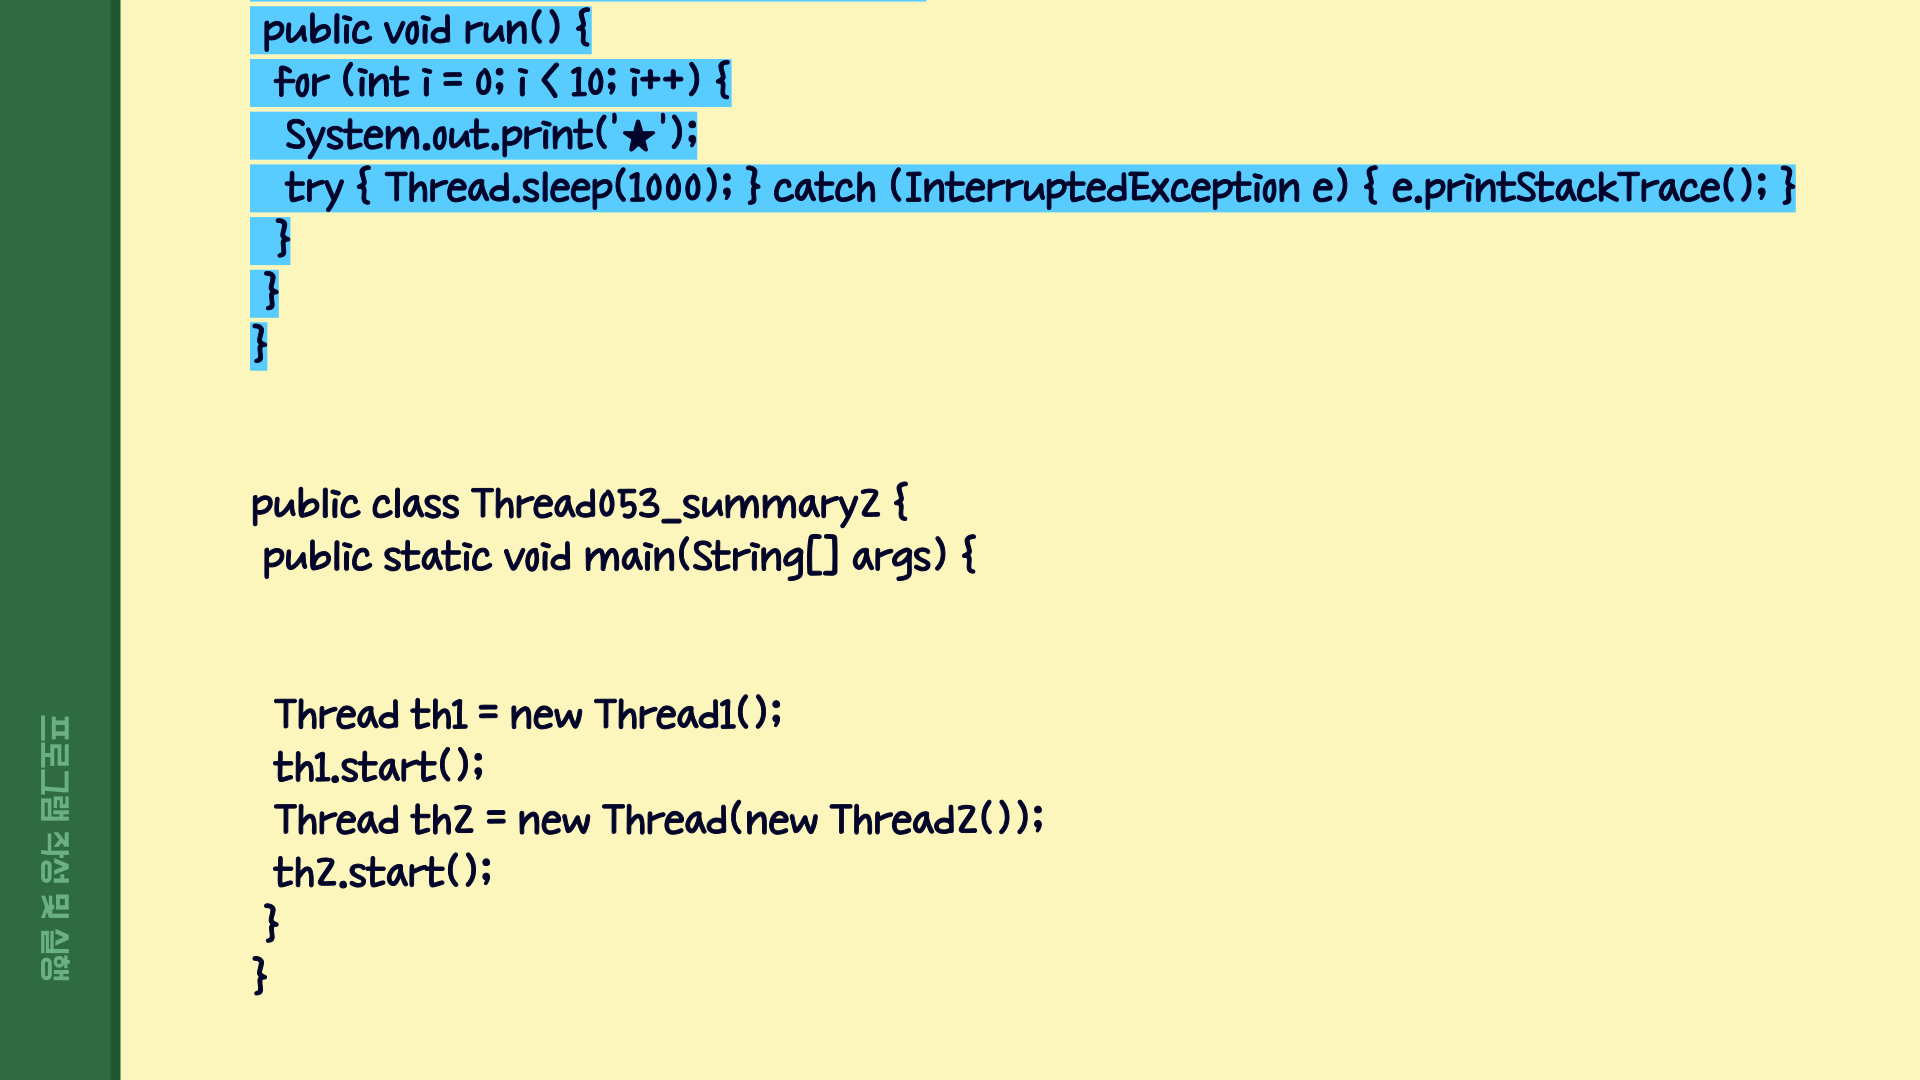 public void run() {
for (int i = 0; i < 10; i++) {
System.out.print('★');
try { Thread.sleep(1000); } catch (InterruptedException e) { e.printStackTrace(); }
}
}
}
public class Thread053_summary2 {
public static void main(String[] args) {
Thread th1 = new Thread1();
th1.start();
Thread th2 = new Thread(new Thread2());
th2.start();
}
}
프로그램 작성 및 실행